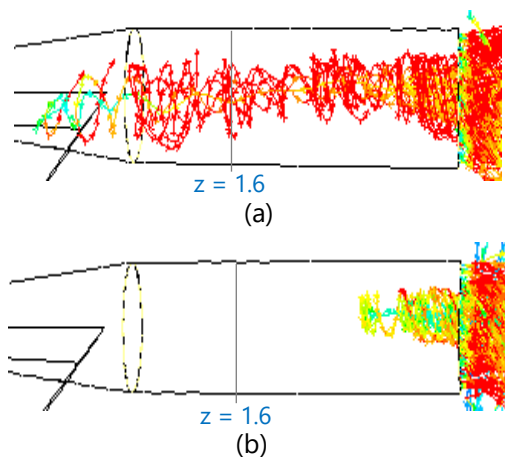 z = 1.6
(a)
z = 1.6
(b)